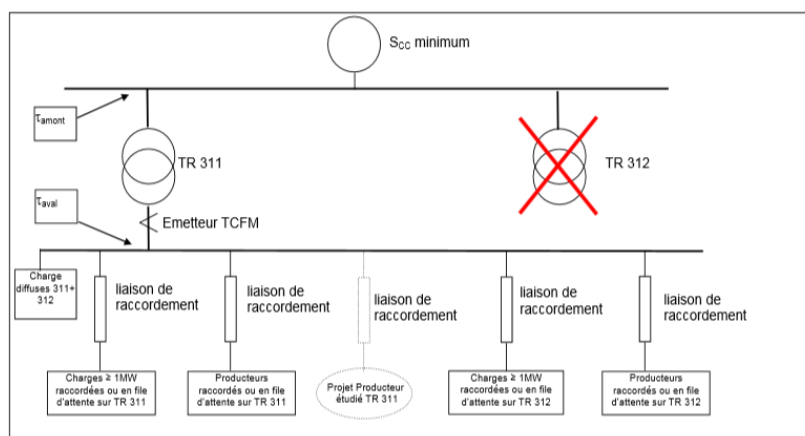 SCC minimum
τamont
TR 311
TR 312
τaval
Emetteur TCFM
Charge
diffuses 311+
312
liaison de
raccordement
liaison de
raccordement
liaison de
raccordement
liaison de
raccordement
liaison de
raccordement
Charges ≥ 1MW
raccordées ou en file
d'attente sur TR 311
Producteurs
raccordés ou en file
d'attente sur TR 311
Projet Producteur
étudié TR 311
Charges ≥ 1MW
raccordées ou en file
d'attente sur TR 312
Producteurs
raccordés ou en file
d'attente sur TR 312